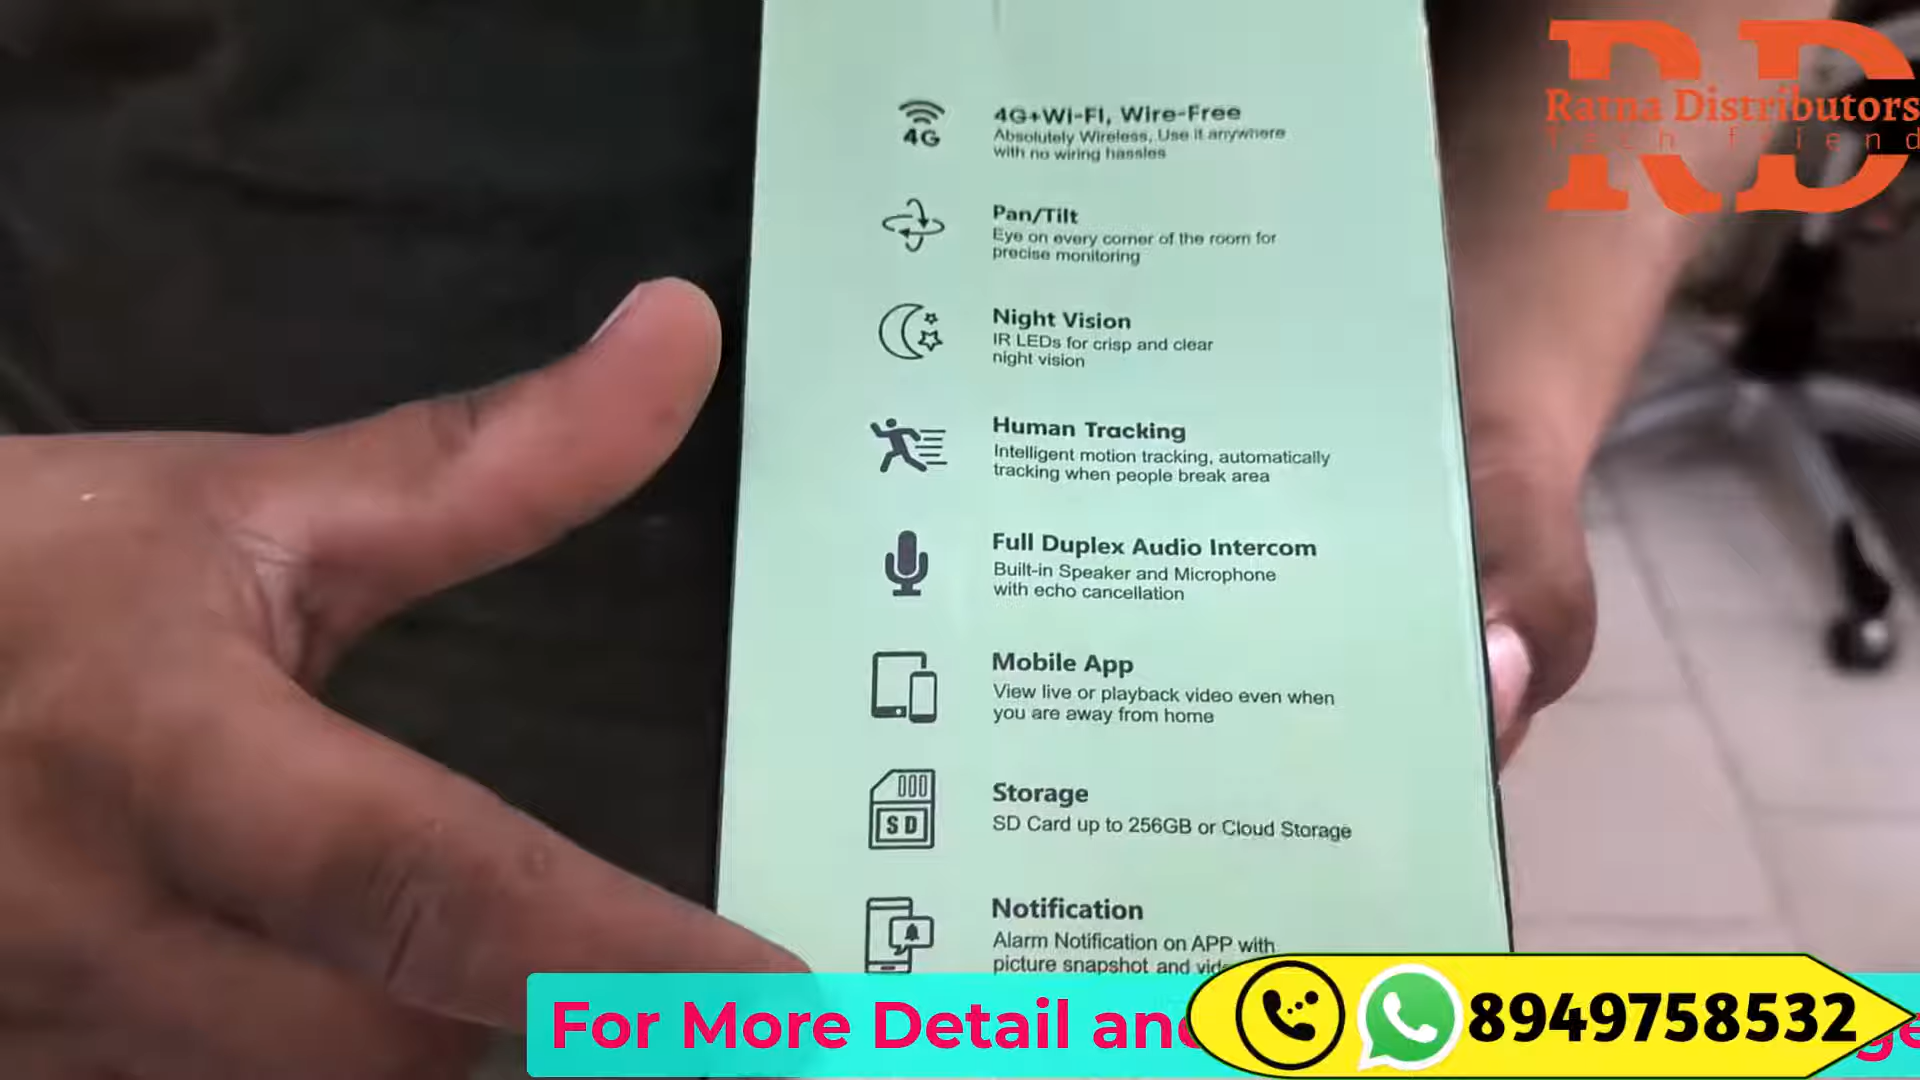 4G
4G+Wi-FI, Wire-Free
Absolutely Wireless, Use it anywhere
with no wiring hassles
Pan/Tilt
Eye on every corner of the room for
precise monitoring
Night Vision
IR LEDs for crisp and clear
night vision
Human Tracking
Intelligent motion tracking, automatically
tracking when people break area
Full Duplex Audio Intercom
Built-in Speaker and Microphone
with echo cancellation
Mobile App
View live or playback video even when
you are away from home
SD
Storage
SD Card up to 256GB or Cloud Storage
Notification
Alarm Notification on APP with
picture snapshot and
RD
Ratna Distributors
Tech friend
For More Detail
8949758532